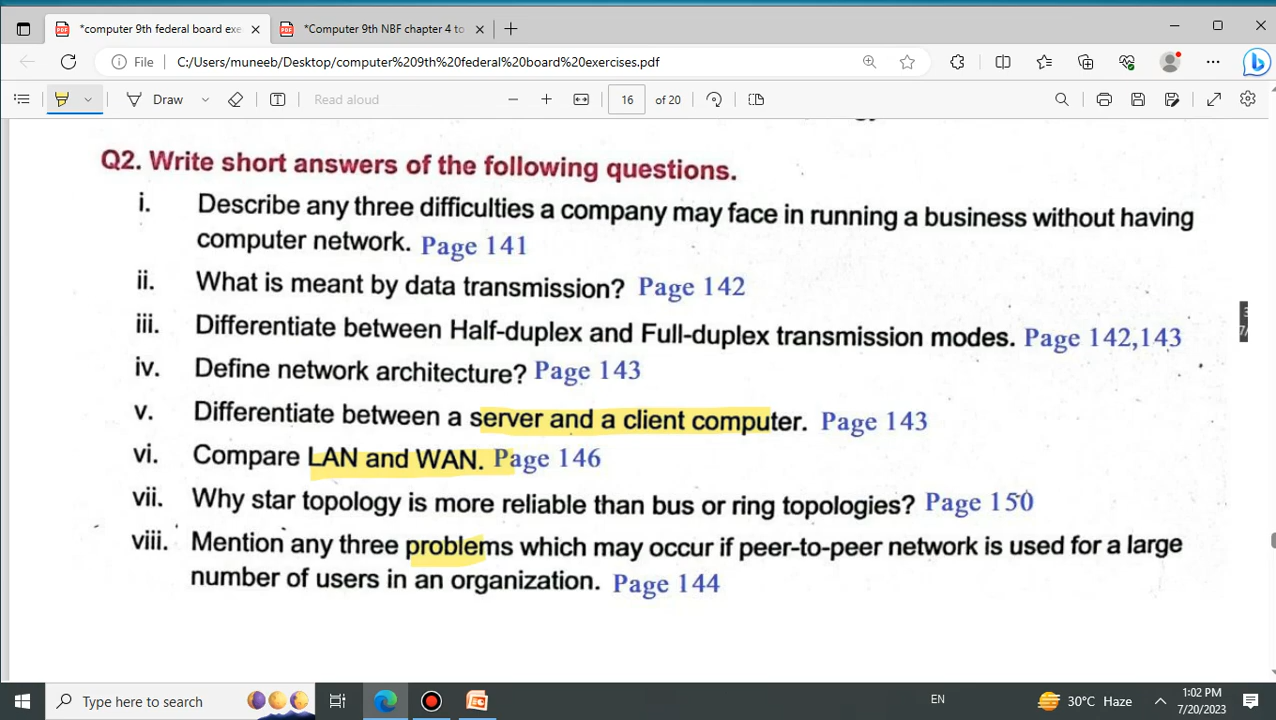 *computer 9th federal board exe
*Computer 9th NBF chapter 4 to
File
C:/Users/muneeb/Desktop/computer%209th%20federal%20board%20exercises.pdf
Draw
Read aloud
16
of 20
Q2. Write short answers of the following questions.
i. Describe any three difficulties a company may face in running a business without having
computer network. Page 141
ii. What is meant by data transmission? Page 142
iii. Differentiate between Half-duplex and Full-duplex transmission modes. Page 142,143
iv. Define network architecture? Page 143
v. Differentiate between a server and a client computer. Page 143
vi. Compare LAN and WAN. Page 146
vii. Why star topology is more reliable than bus or ring topologies? Page 150
viii. Mention any three problems which may occur if peer-to-peer network is used for a large
number of users in an organization. Page 144
Type here to search
EN
30°C Haze
1:02 PM
7/20/2023